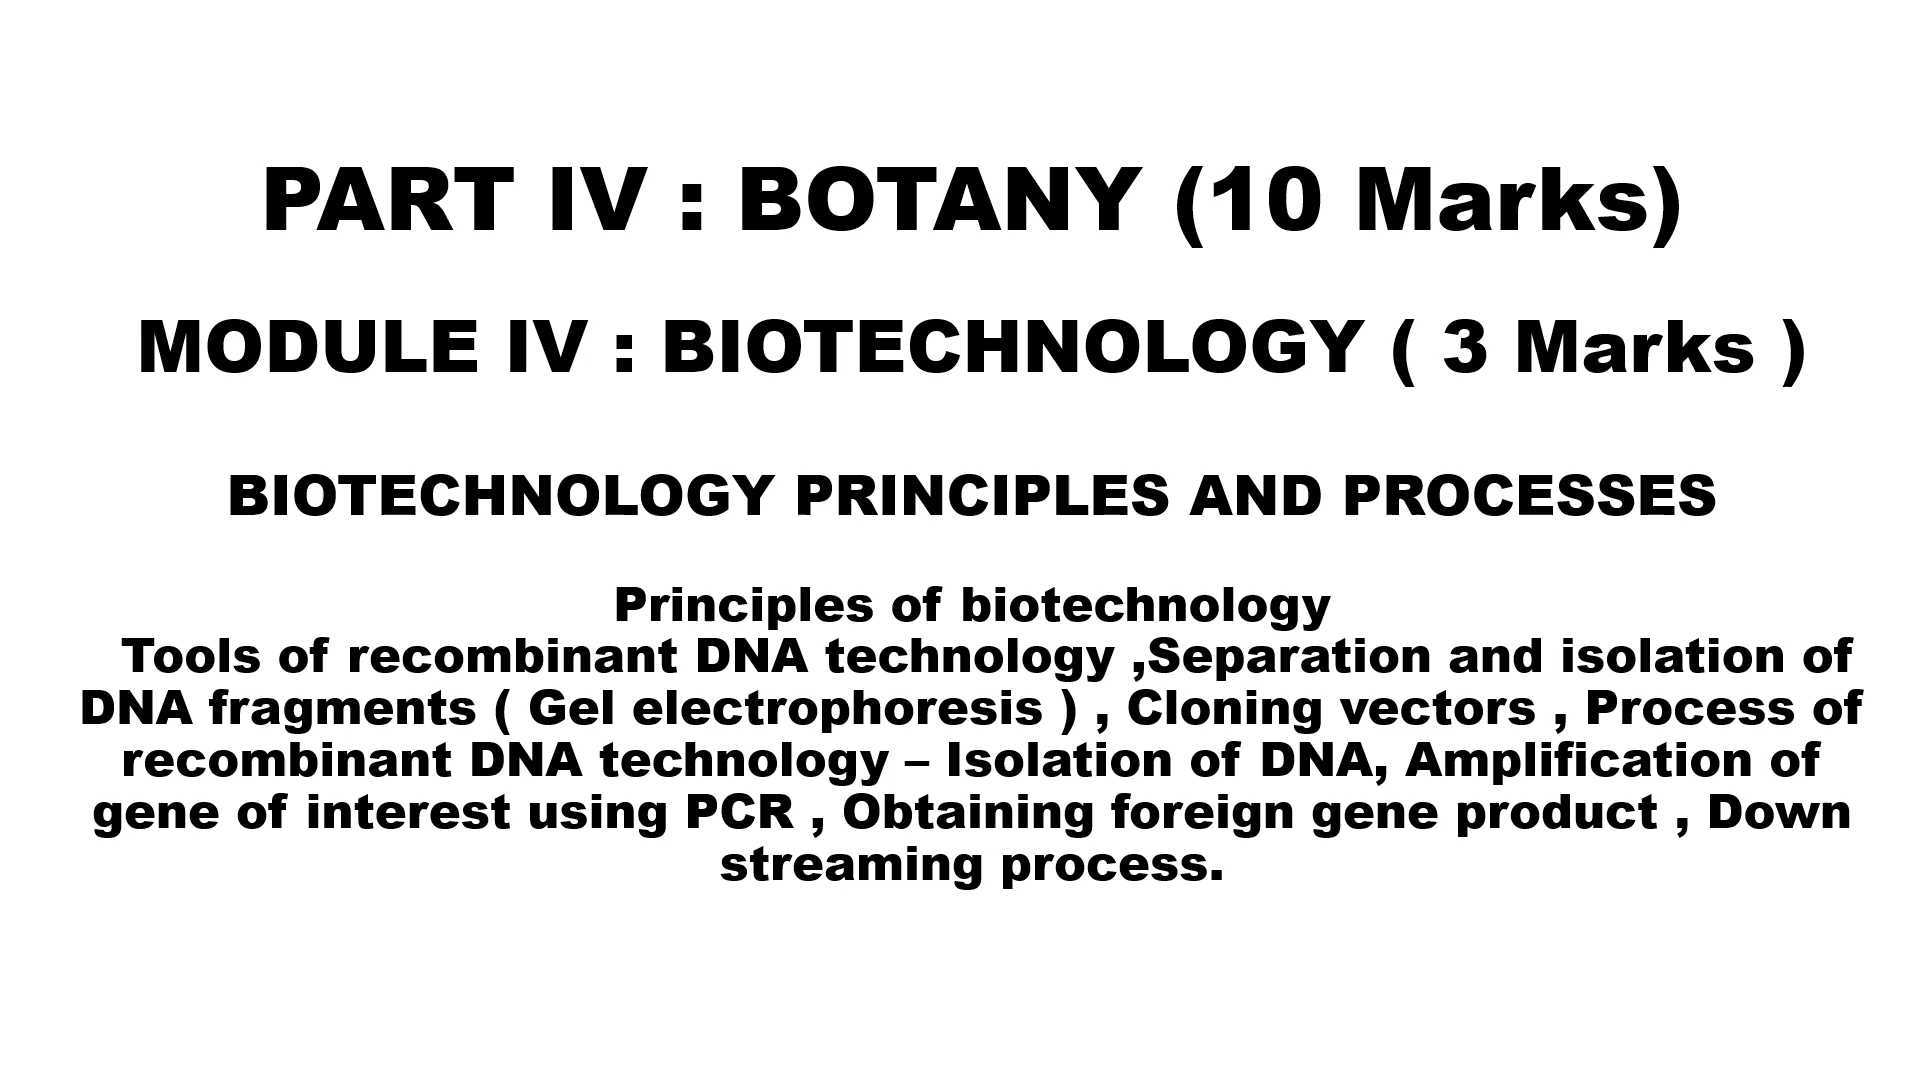 PART IV : BOTANY (10 Marks)
MODULE IV : BIOTECHNOLOGY ( 3 Marks )
BIOTECHNOLOGY PRINCIPLES AND PROCESSES
Principles of biotechnology
Tools of recombinant DNA technology ,Separation and isolation of
DNA fragments ( Gel electrophoresis ) , Cloning vectors , Process of
recombinant DNA technology – Isolation of DNA, Amplification of
gene of interest using PCR , Obtaining foreign gene product , Down
streaming process.